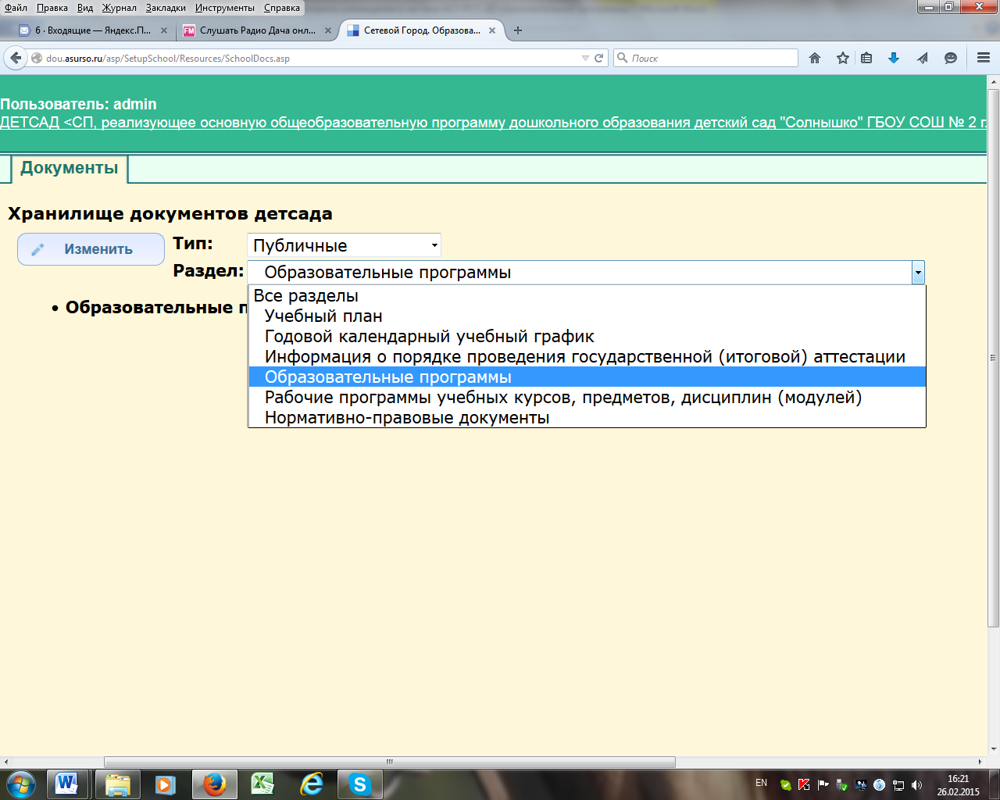 Файл Правка Вид Журнал Закладки Инструменты Справка
6 · Входящие — Яндекс.П... Слушать Радио Дача онл... Сетевой Город. Образова...
dou.asurso.ru/asp/SetupSchool/Resources/SchoolDocs.asp Поиск
Пользователь: admin
ДЕТСАД <СП, реализующее основную общеобразовательную программу дошкольного образования детский сад "Солнышко" ГБОУ СОШ № 2 г.
Документы
Хранилище документов детсада
Изменить Тип: Публичные
Раздел: Образовательные программы
• Образовательные п
Все разделы
Учебный план
Годовой календарный учебный график
Информация о порядке проведения государственной (итоговой) аттестации
Образовательные программы
Рабочие программы учебных курсов, предметов, дисциплин (модулей)
Нормативно-правовые документы
EN 16:21
26.02.2015